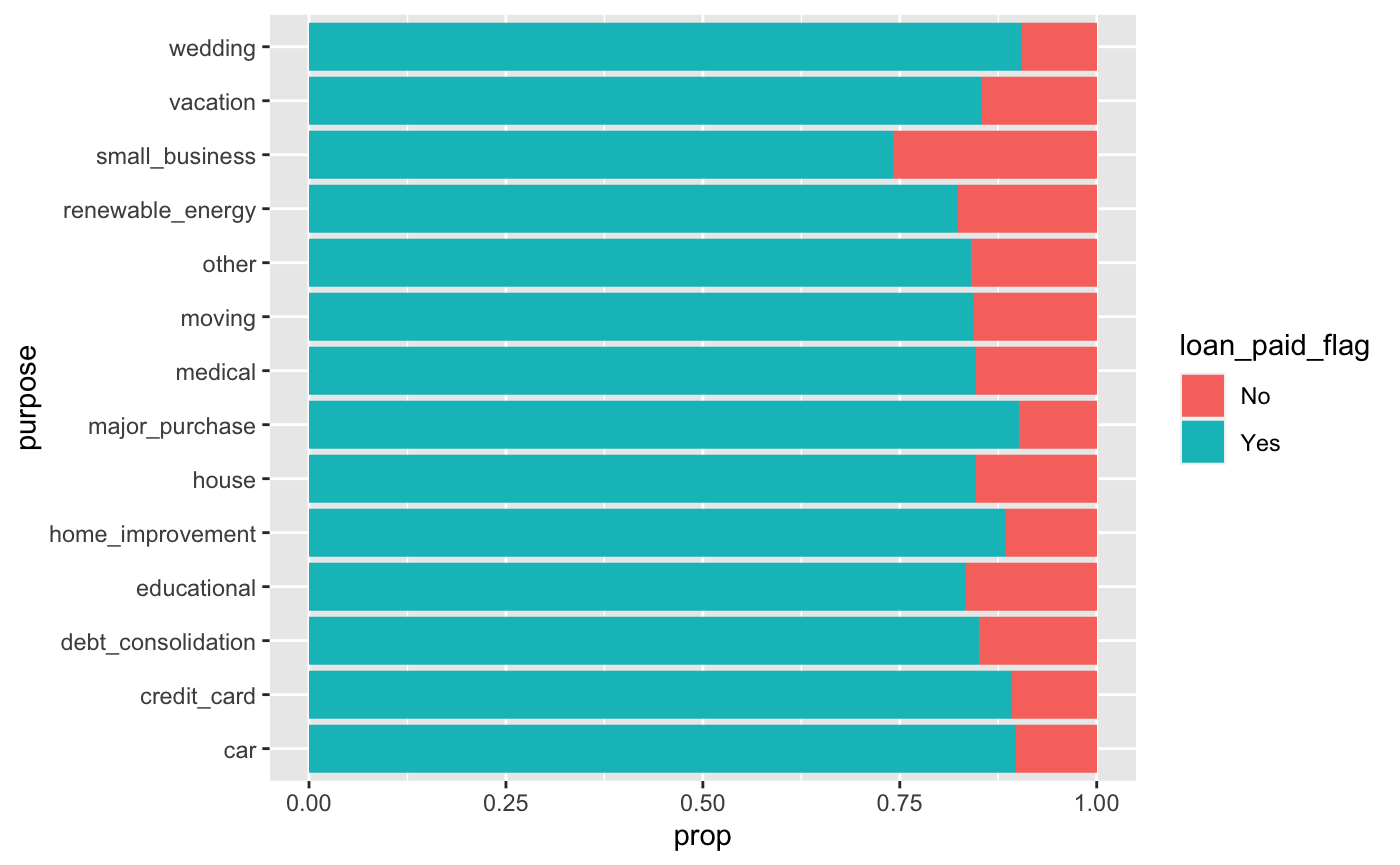 wedding
vacation
small_business
renewable_energy
other
moving
medical
major_purchase
house
home_improvement
educational
debt_consolidation
credit_card
car
purpose
0.00 0.25 0.50 0.75 1.00
prop
loan_paid_flag
No
Yes